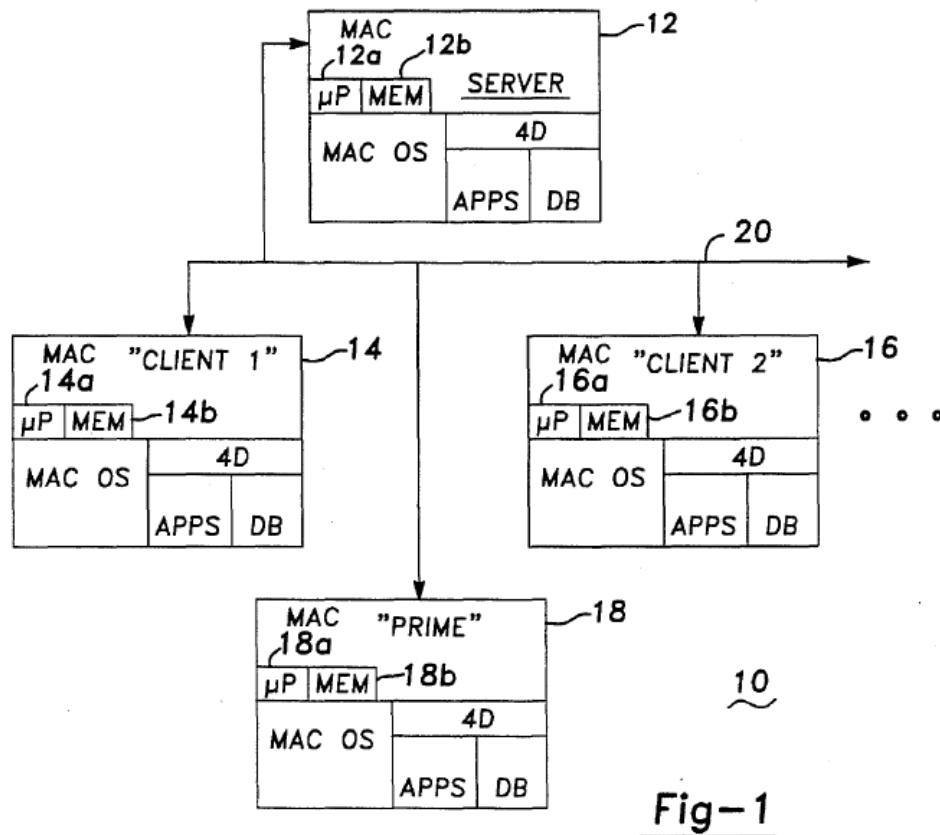 MAC
12
12a
12b
µP MEM SERVER
MAC OS
4D
APPS DB
20
MAC "CLIENT 1"
14
14a
µP MEM
14b
MAC OS
4D
APPS DB
MAC "CLIENT 2"
16
16a
µP MEM
16b
MAC OS
4D
APPS DB
MAC "PRIME"
18
18a
µP MEM
18b
MAC OS
4D
APPS DB
10
Fig-1